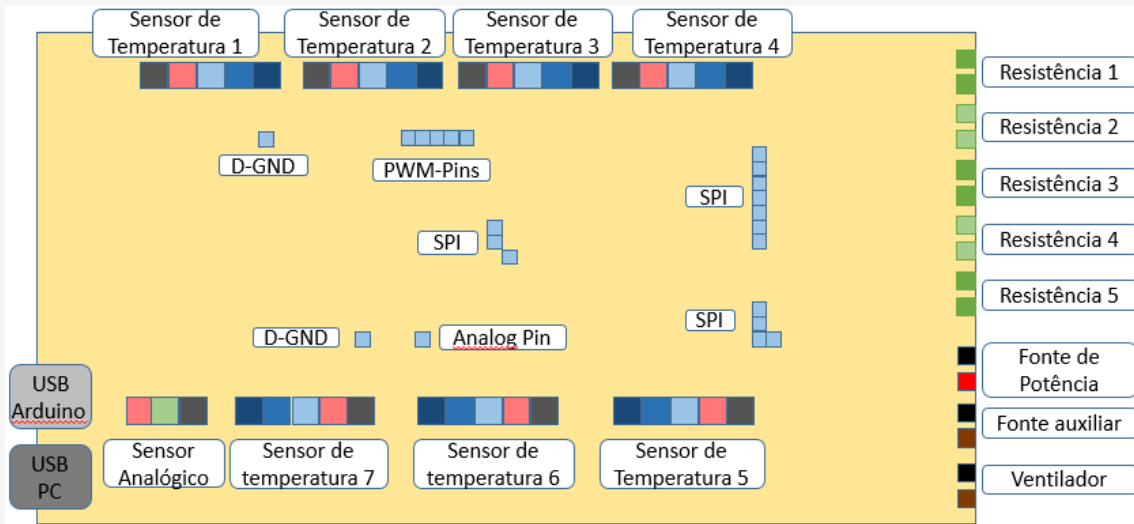 Sensor de
Temperatura 1
Sensor de
Temperatura 2
Sensor de
Temperatura 3
Sensor de
Temperatura 4
Resistência 1
Resistência 2
D-GND
PWM-Pins
Resistência 3
SPI
SPI
Resistência 4
Resistência 5
SPI
D-GND
Analog Pin
Fonte de
Potência
USB
Arduino
Fonte auxiliar
Sensor
Analógico
Sensor de
temperatura 7
Sensor de
temperatura 6
Sensor de
Temperatura 5
USB
PC
Ventilador